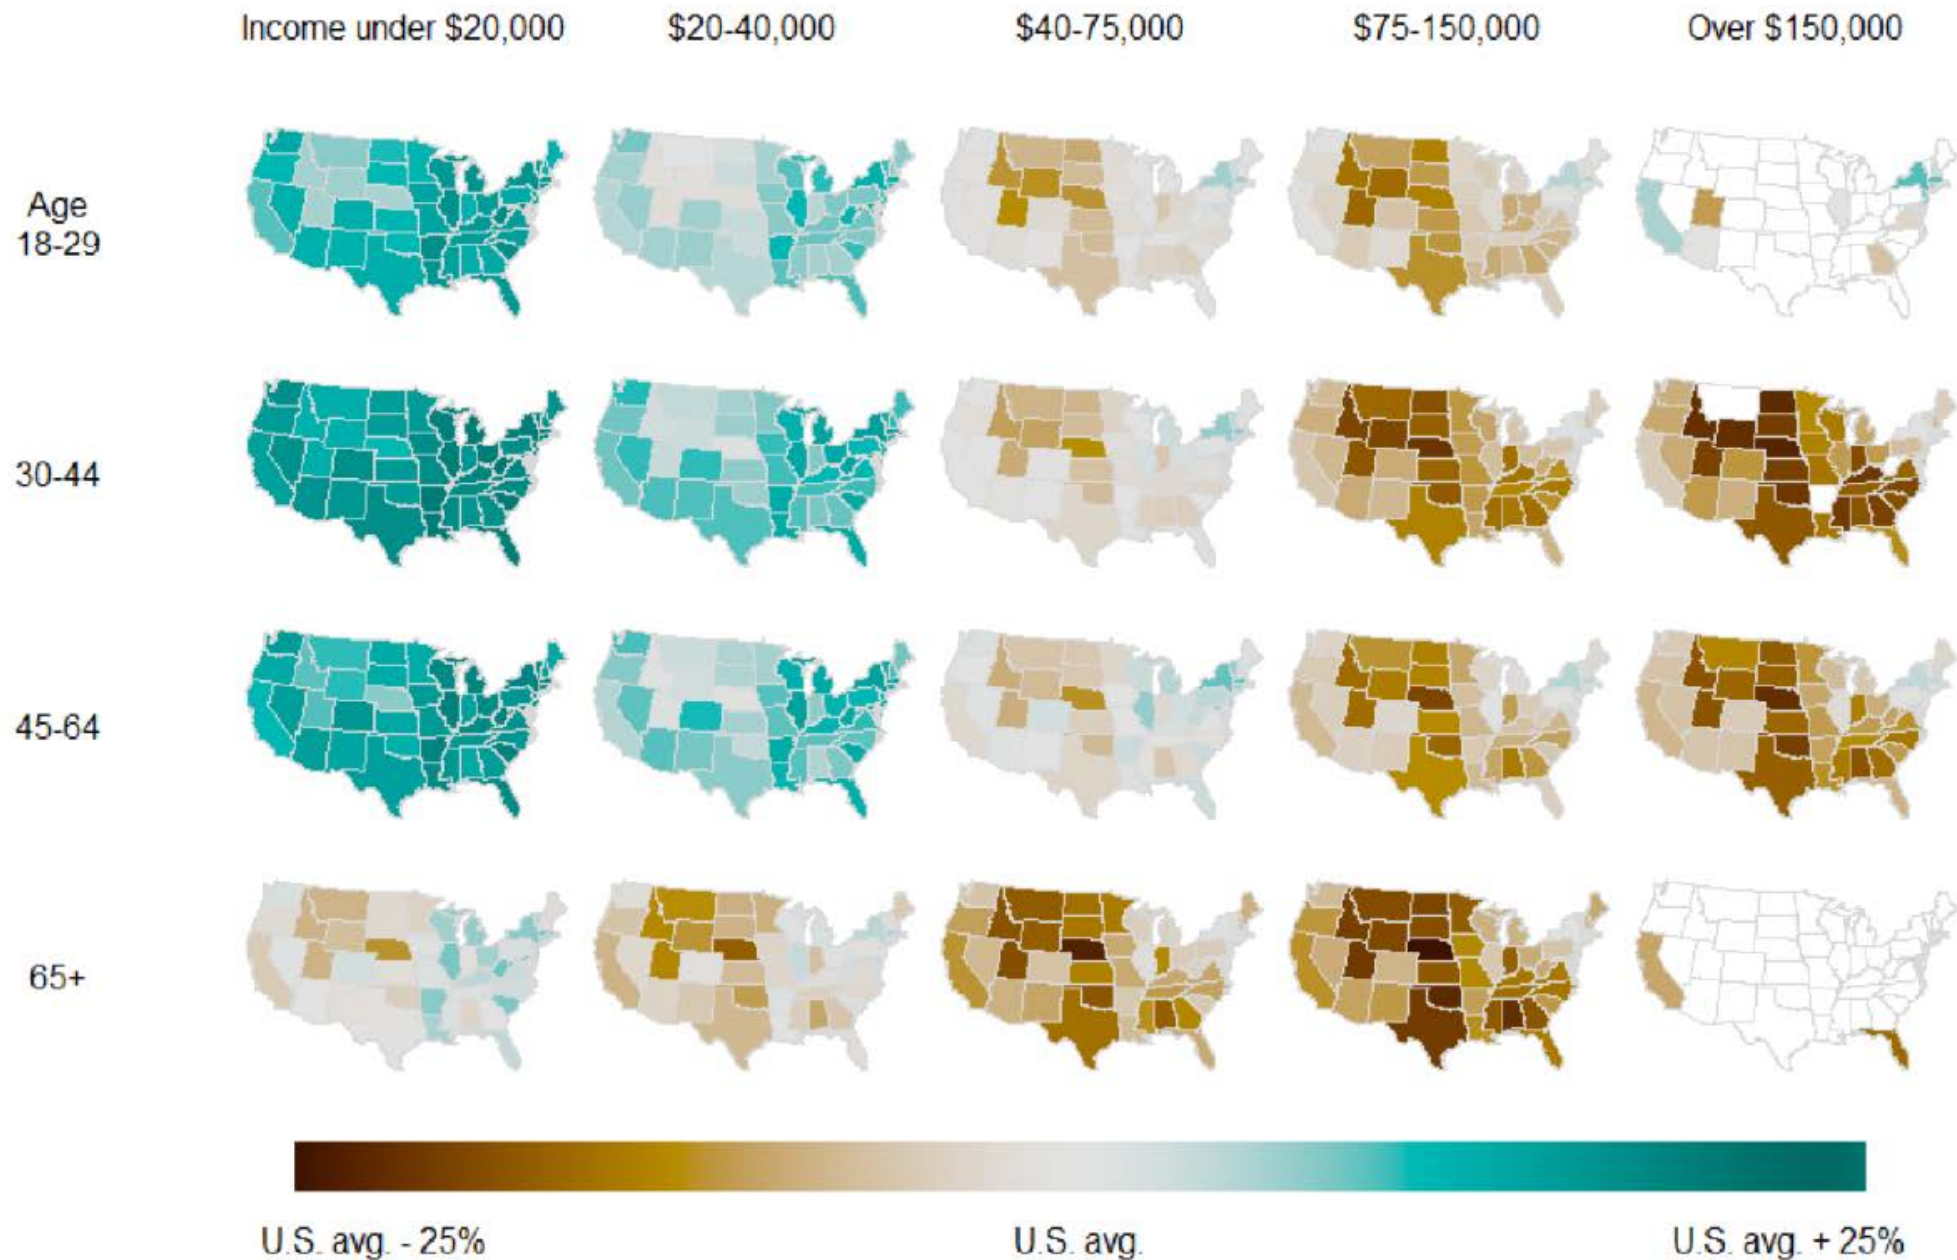 Income under $20,000 $20-40,000 $40-75,000 $75-150,000 Over $150,000
Age
18-29
30-44
45-64
65+
U.S. avg. - 25% U.S. avg. U.S. avg. + 25%